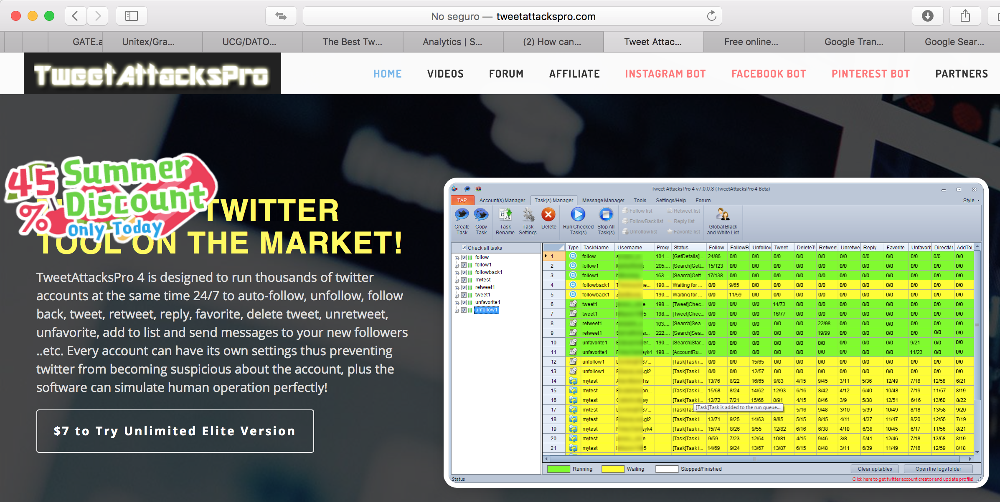 No seguro — tweetattackspro.com
GATE.a
Unitex/Gra...
UCG/DATO...
The Best Tw...
Analytics | S...
(2) How can...
Tweet Attac...
Free online...
Google Tran...
Google Sear...
TweetAttacksPro
HOME
VIDEOS
FORUM
AFFILIATE
INSTAGRAM BOT
FACEBOOK BOT
PINTEREST BOT
PARTNERS
45% Summer Discount Only Today
TWITTER
TOOL ON THE MARKET!
TweetAttacksPro 4 is designed to run thousands of twitter
accounts at the same time 24/7 to auto-follow, unfollow, follow
back, tweet, retweet, reply, favorite, delete tweet, unretweet,
unfavorite, add to list and send messages to your new followers
..etc. Every account can have its own settings thus preventing
twitter from becoming suspicious about the account, plus the
software can simulate human operation perfectly!
$7 to Try Unlimited Elite Version
Tweet Attacks Pro 4 v7.0.0.8 (TweetAttacksPro 4 Beta)
TAP Account(s) Manager Task(s) Manager Message Manager Tools Settings/Help Forum Style
Create Task
Copy Task
Task Rename
Task Settings
Delete
Run Checked Task(s)
Stop All Task(s)
Follow list
FollowBack list
Unfollow list
Retweet list
Reply list
Favorite list
Global Black and White List
Check all tasks
follow
follow1
followback1
mytest
retweet1
tweet1
unfavorite1
unfollow1
Type TaskName Username Proxy Status Follow FollowB Unfollov Tweet DeleteT Retwee Unretwe Reply Favorite Unfavori DirectMe AddToL
1 follow 104.... [GetDetails]... 24/86 0/0 0/0 0/0 0/0 0/0 0/0 0/0 0/0 0/0 0/0 0/0
2 follow1 205.... [Search]Gett... 15/123 0/0 0/0 0/0 0/0 0/0 0/0 0/0 0/0 0/0 0/0 0/0
3 follow1 163.... [Search]Gett... 17/138 0/0 0/0 0/0 0/0 0/0 0/0 0/0 0/0 0/0 0/0 0/0
4 followback1 190.... Waiting for ... 0/0 9/65 0/0 0/0 0/0 0/0 0/0 0/0 0/0 0/0 0/0 0/0
5 followback1 190.... Waiting for ... 0/0 11/59 0/0 0/0 0/0 0/0 0/0 0/0 0/0 0/0 0/0 0/0
6 tweet1 198.... [Tweet]Chec... 0/0 0/0 0/0 14/73 0/0 0/0 0/0 0/0 0/0 0/0 0/0 0/0
7 tweet1 198.... [Tweet]Chec... 0/0 0/0 0/0 16/77 0/0 0/0 0/0 0/0 0/0 0/0 0/0 0/0
8 retweet1 103.... [Search]Sea... 0/0 0/0 0/0 0/0 0/0 22/98 0/0 0/0 0/0 0/0 0/0 0/0
9 retweet1 222.... [Search]Sea... 0/0 0/0 0/0 0/0 0/0 19/99 0/0 0/0 0/0 0/0 0/0 0/0
10 unfavorite1 190.... [Search]Star... 0/0 0/0 0/0 0/0 0/0 0/0 0/0 0/0 0/0 9/21 0/0 0/0
11 unfavorite1 198.... [AccountRu... 0/0 0/0 0/0 0/0 0/0 0/0 0/0 0/0 0/0 11/23 0/0 0/0
12 unfollow1 [Task]Task i... 0/0 0/0 15/65 0/0 0/0 0/0 0/0 0/0 0/0 0/0 0/0 0/0
13 unfollow1 [Task]Task i... 0/0 0/0 12/57 0/0 0/0 0/0 0/0 0/0 0/0 0/0 0/0 0/0
14 mytest [Task]Task i... 13/76 8/22 16/65 9/83 4/15 9/45 3/11 5/36 12/49 7/18 12/58 6/21
15 mytest [Task]Task i... 15/68 8/24 14/62 12/93 6/16 8/42 4/12 6/40 10/48 7/19 11/57 8/19
16 mytest [Task]Task i... 12/72 7/21 15/66 8/91 4/15 8/46 3/9 5/38 12/51 6/16 13/60 8/22
17 mytest [Task]Tas 5/16 9/48 3/10 5/39 10/49 8/18 13/58 9/20
[Task]Task is added to the run queue...
18 mytest [Task]Task i... 13/71 9/25 14/63 9/85 5/15 8/45 4/11 4/37 11/47 8/20 12/55 7/19
19 mytest [Task]Task i... 15/74 8/26 9/55 12/82 6/16 6/38 4/10 6/38 10/45 6/17 11/56 8/21
20 mytest [Task]Task i... 9/59 7/23 12/64 10/81 4/15 9/46 3/8 5/41 12/46 7/18 13/58 8/19
21 mytest [Task]Task i... 14/69 9/24 13/67 13/87 6/15 8/48 3/11 6/39 11/49 7/18 12/59 8/18
Running
Waiting
Stopped/Finished
Clear up tables
Open the logs folder
Status
Click here to get twitter account creator and update profile!